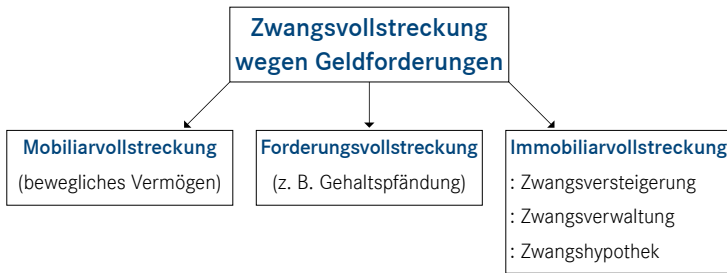 Zwangsvollstreckung
wegen Geldforderungen
Mobiliarvollstreckung
(bewegliches Vermögen)
Forderungsvollstreckung
(z. B. Gehaltspfändung)
Immobiliarvollstreckung
: Zwangsversteigerung
: Zwangsverwaltung
: Zwangshypothek